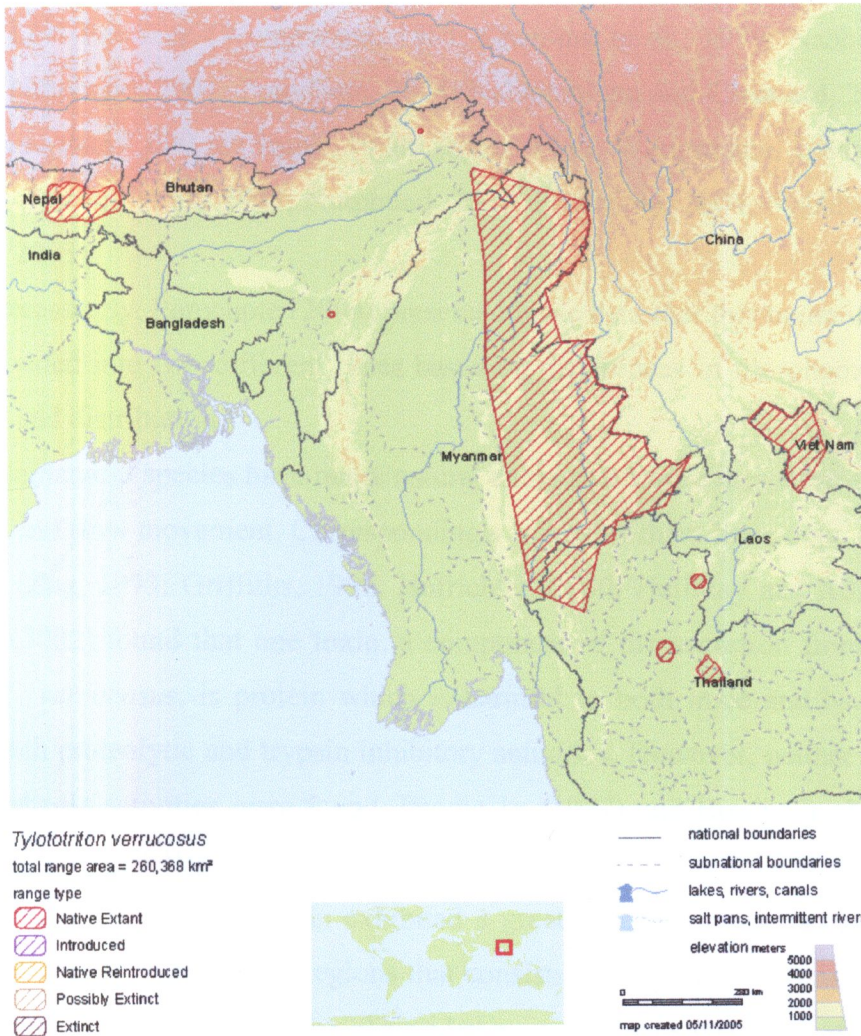 Nepal
Bhutan
India
China
Bangladesh
Myanmar
Viet Nam
Laos
Thailand
Tylototriton verrucosus
total range area = 260,368 km²
range type
Native Extant
Introduced
Native Reintroduced
Possibly Extinct
Extinct
national boundaries
subnational boundaries
lakes, rivers, canals
salt pans, intermittent river
elevation meters
5000
4000
3000
2000
1000
0 km
map created 05/11/2005